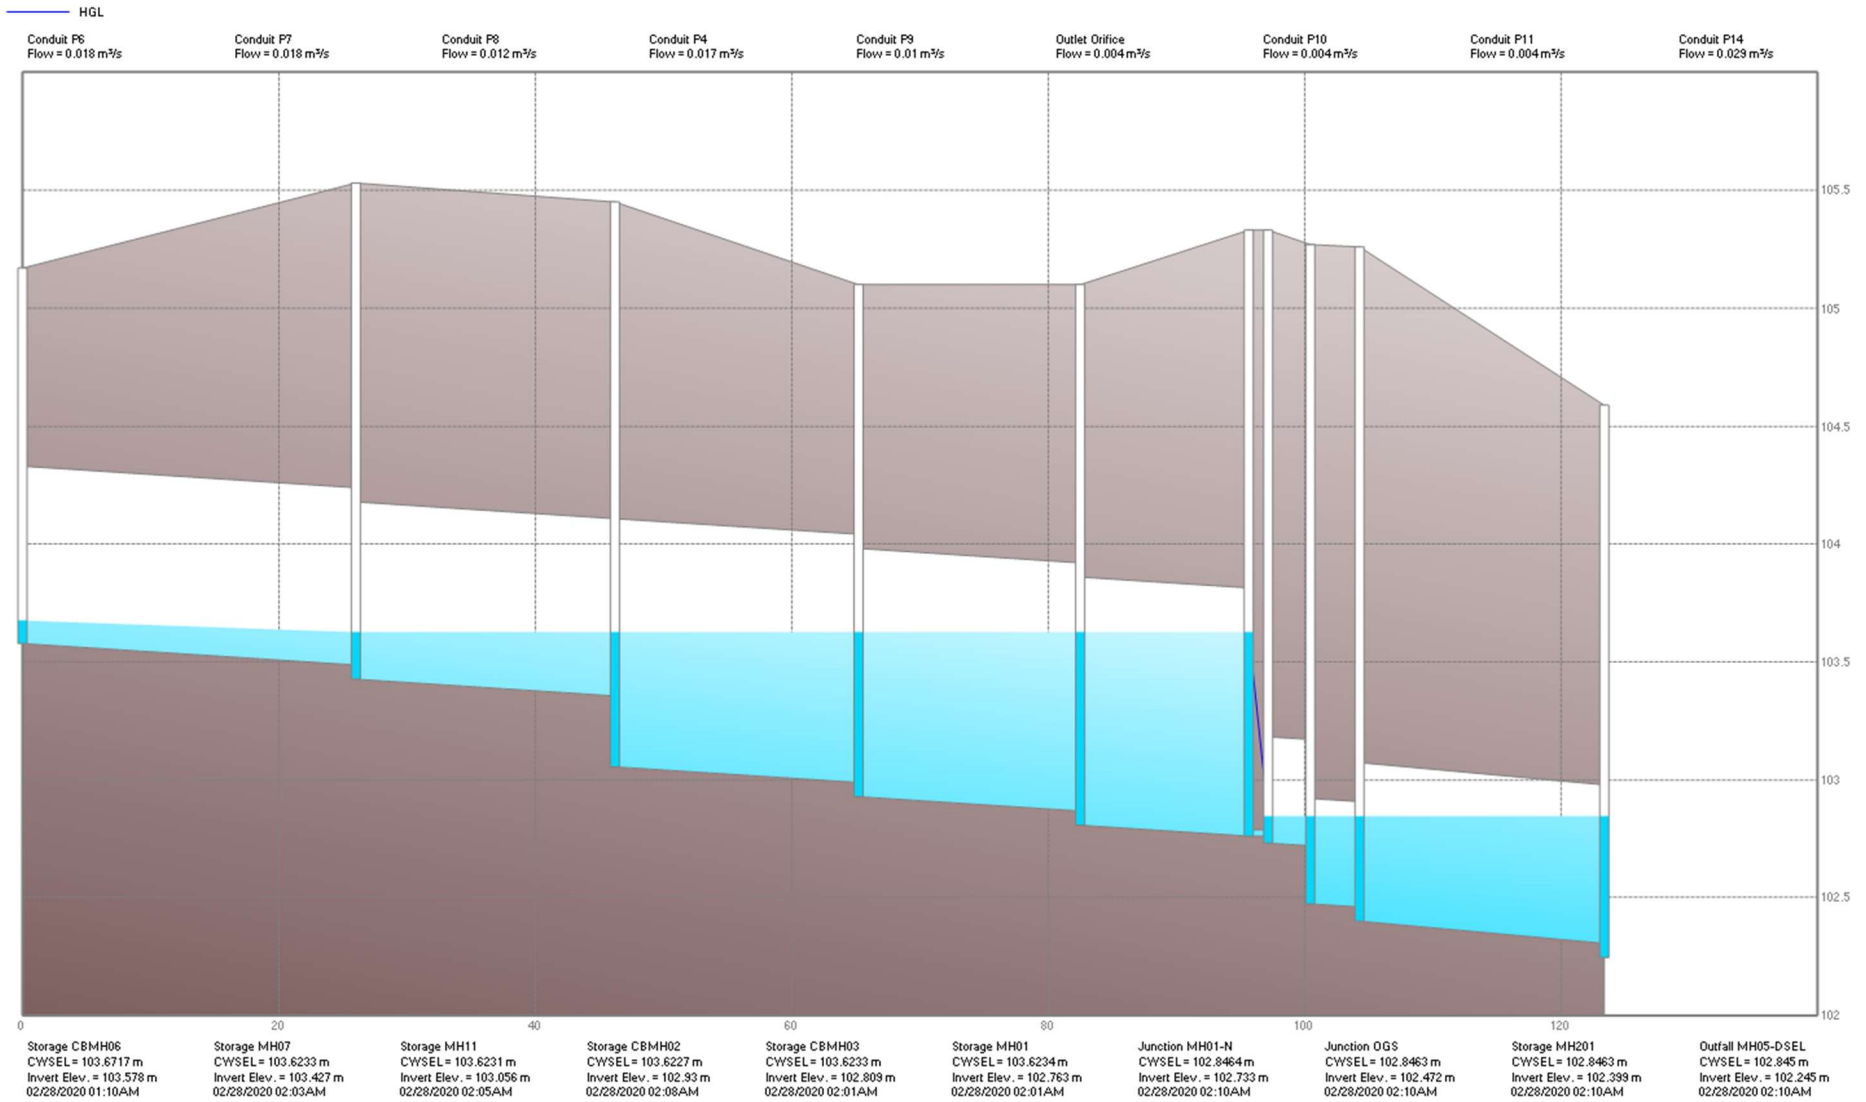 HGL
Conduit P6
Flow = 0.018 m³/s
Conduit P7
Flow = 0.018 m³/s
Conduit P8
Flow = 0.012 m³/s
Conduit P4
Flow = 0.017 m³/s
Conduit P9
Flow = 0.01 m³/s
Outlet Orifice
Flow = 0.004 m³/s
Conduit P10
Flow = 0.004 m³/s
Conduit P11
Flow = 0.004 m³/s
Conduit P14
Flow = 0.029 m³/s
105.5
105
104.5
104
103.5
103
102.5
102
0
20
40
60
80
100
120
Storage CBMH06
CWSEL = 103.6717 m
Invert Elev. = 103.578 m
02/28/2020 01:10AM
Storage MH07
CWSEL = 103.6233 m
Invert Elev. = 103.427 m
02/28/2020 02:03AM
Storage MH11
CWSEL = 103.6231 m
Invert Elev. = 103.056 m
02/28/2020 02:05AM
Storage CBMH02
CWSEL = 103.6227 m
Invert Elev. = 102.93 m
02/28/2020 02:08AM
Storage CBMH03
CWSEL = 103.6233 m
Invert Elev. = 102.809 m
02/28/2020 02:01AM
Storage MH01
CWSEL = 103.6234 m
Invert Elev. = 102.763 m
02/28/2020 02:01AM
Junction MH01-N
CWSEL = 102.8464 m
Invert Elev. = 102.733 m
02/28/2020 02:10AM
Junction OGS
CWSEL = 102.8463 m
Invert Elev. = 102.472 m
02/28/2020 02:10AM
Storage MH201
CWSEL = 102.8463 m
Invert Elev. = 102.399 m
02/28/2020 02:10AM
Outfall MH05-DSEL
CWSEL = 102.845 m
Invert Elev. = 102.245 m
02/28/2020 02:10AM